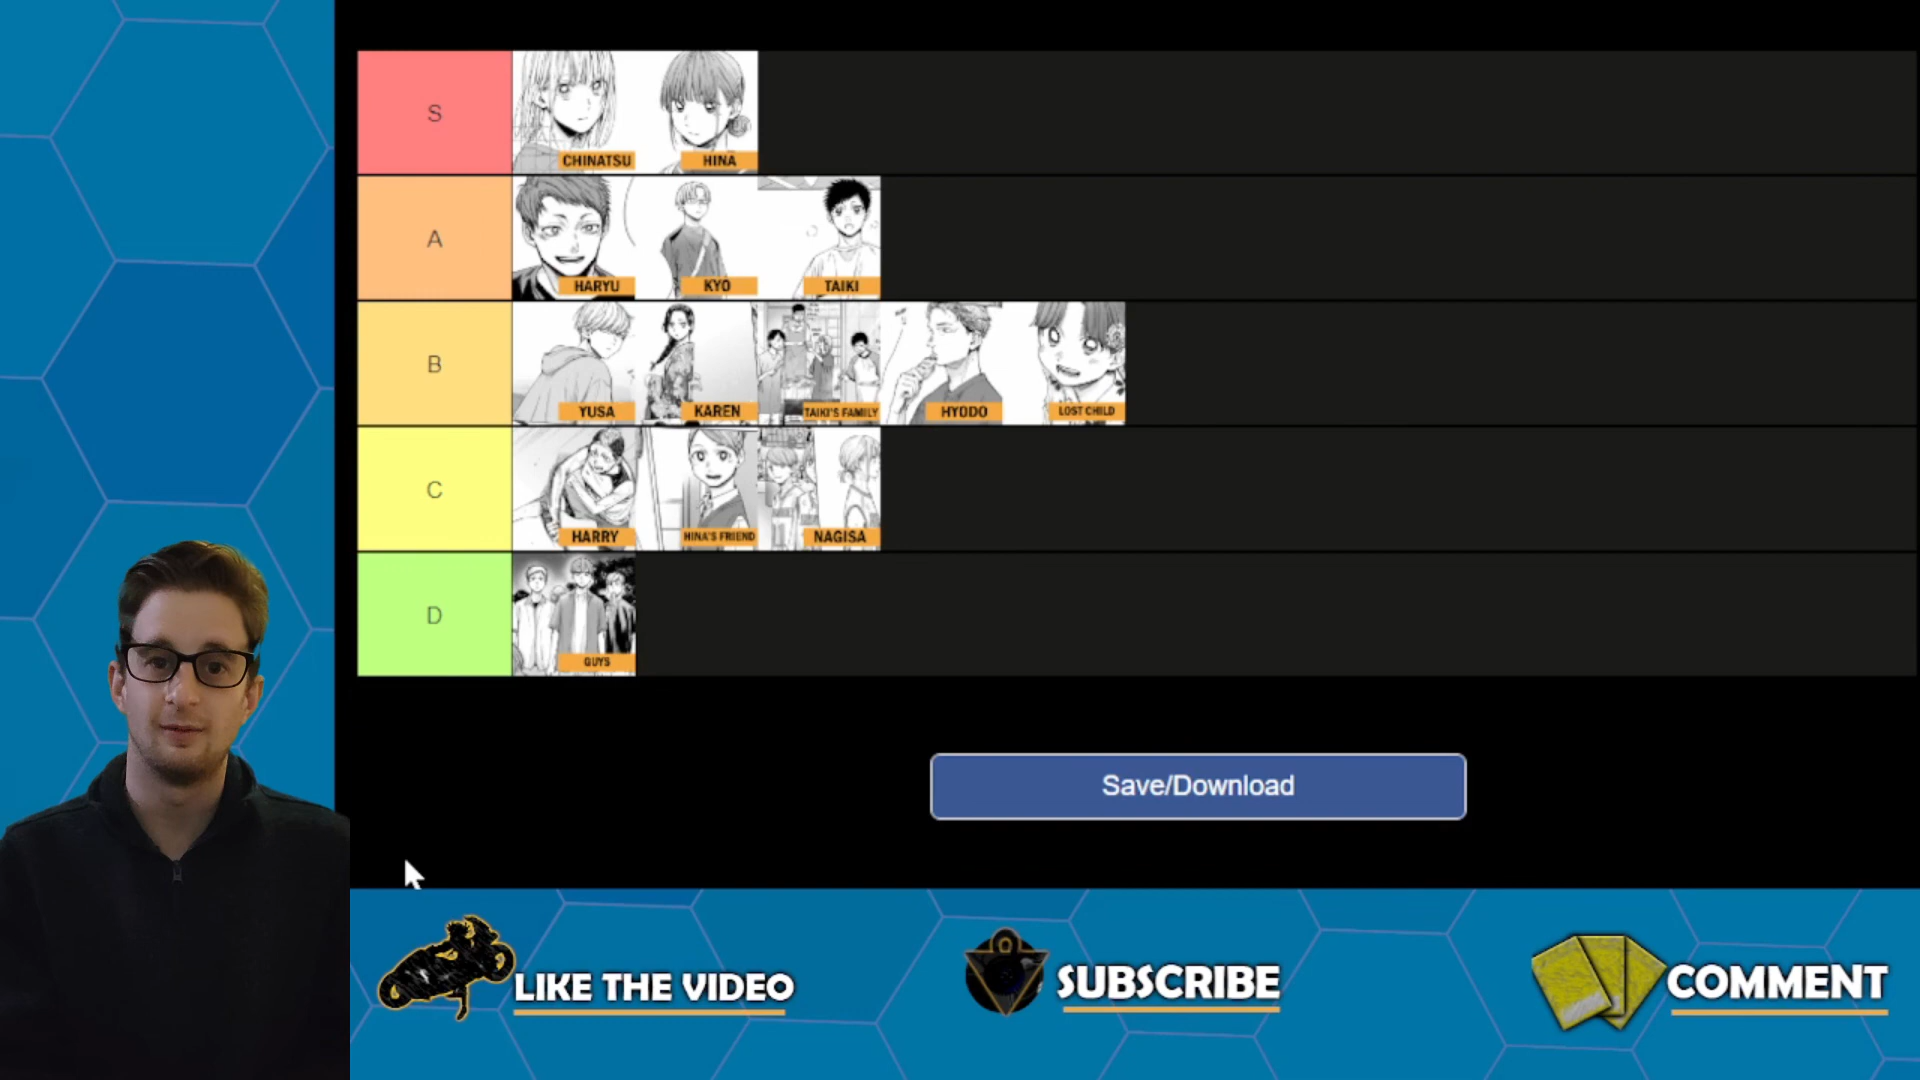 S
CHINATSU
HINA
A
HARYU
KYO
TAIKI
B
YUSA
KAREN
TAIKI'S FAMILY
HYODO
LOST CHILD
C
HARRY
HINA'S FRIEND
NAGISA
D
GUYS
Save/Download
LIKE THE VIDEO
SUBSCRIBE
COMMENT